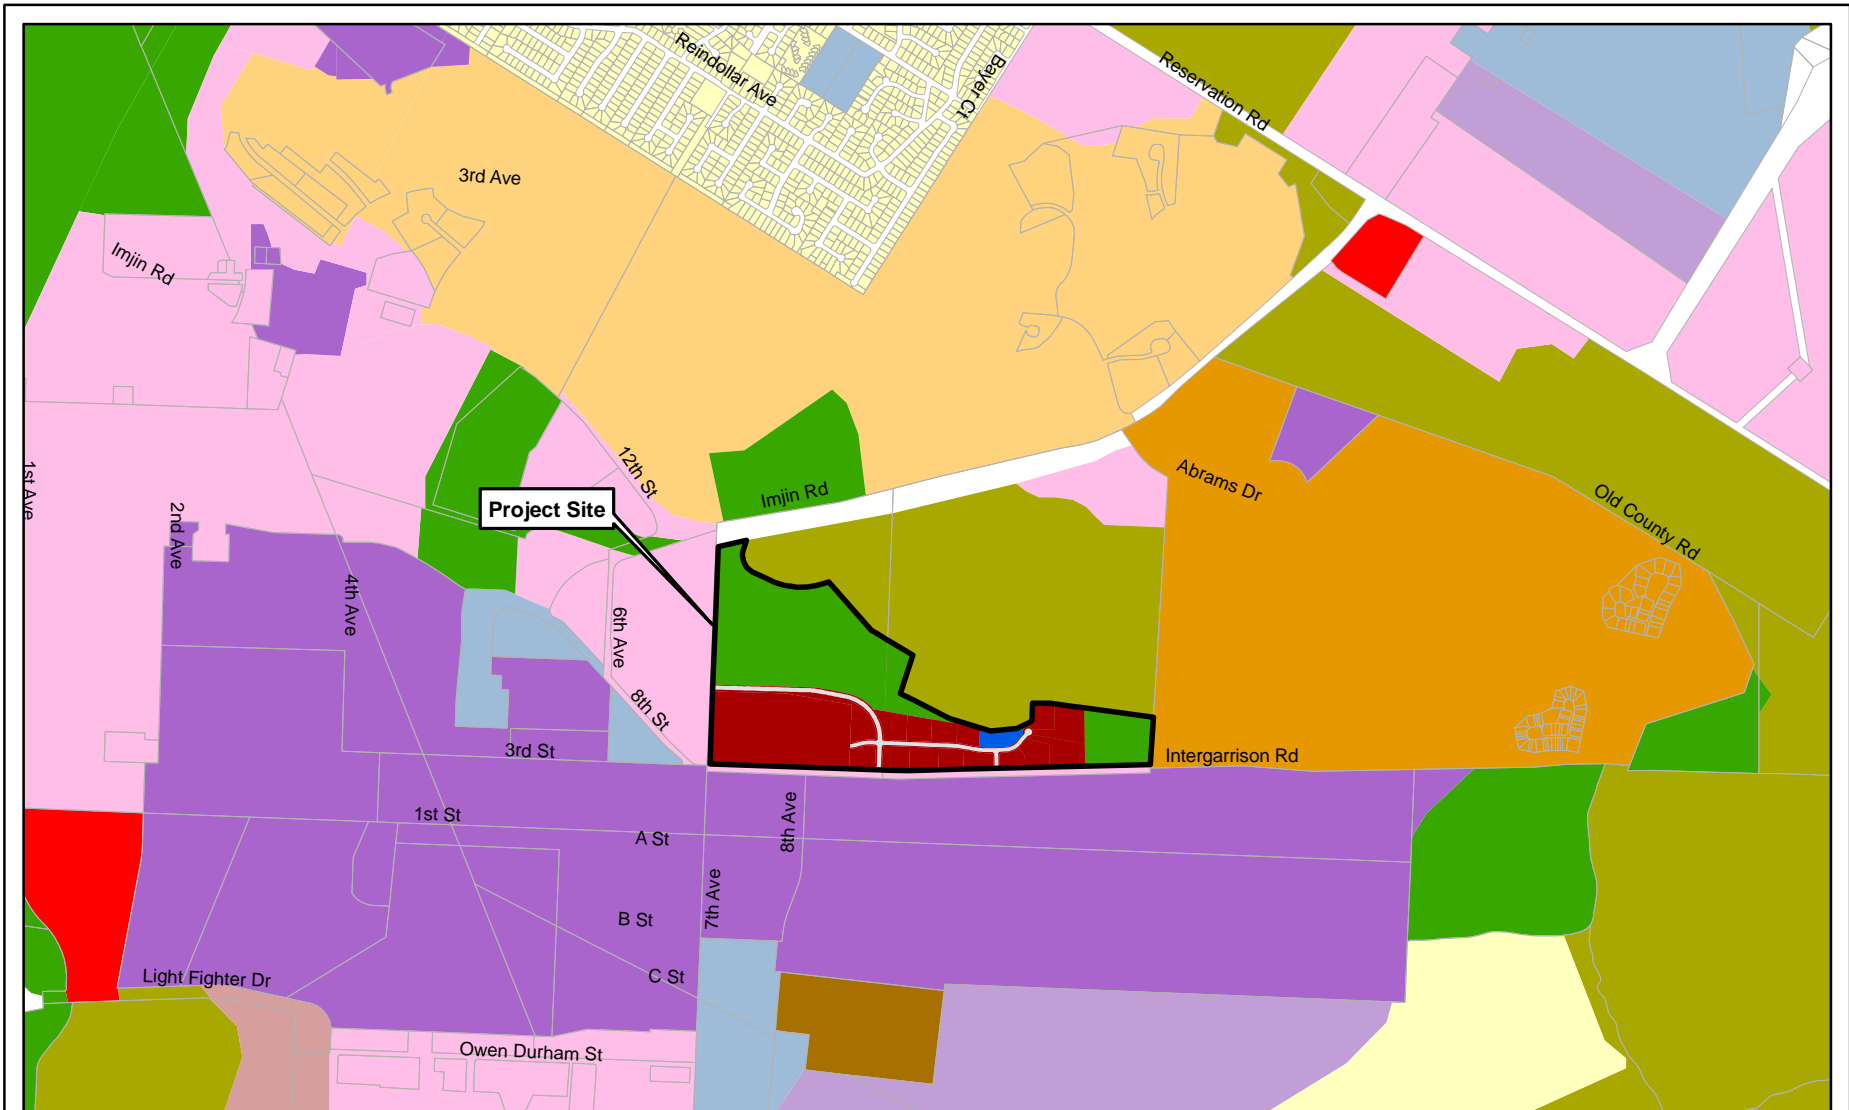 Reindollar Ave
Bayer Ct
Reservation Rd
3rd Ave
Imjin Rd
12th St
Imjin Rd
Abrams Dr
Old County Rd
1st Ave
2nd Ave
Project Site
4th Ave
6th Ave
8th St
3rd St
Intergarrison Rd
1st St
A St
8th Ave
7th Ave
B St
C St
Light Fighter Dr
Owen Durham St